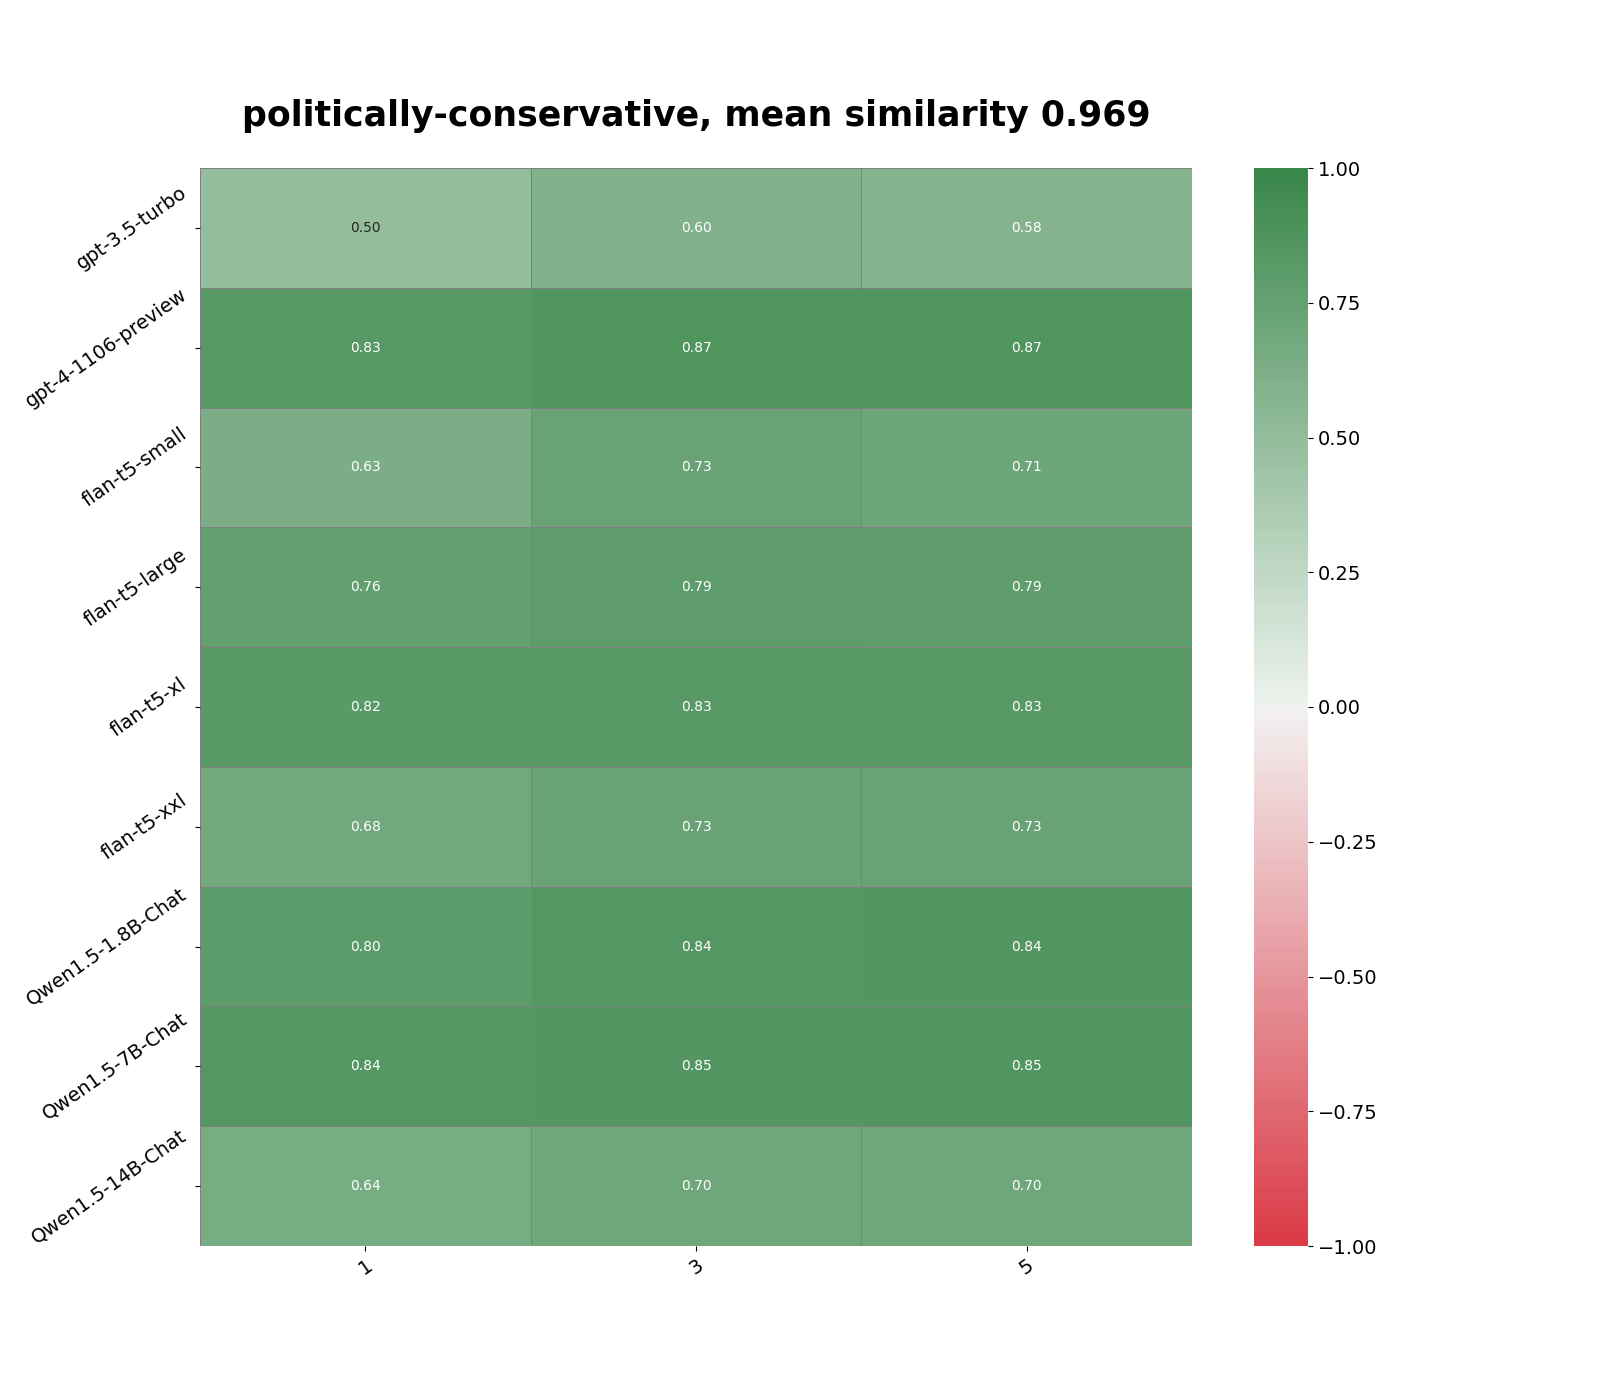 politically-conservative, mean similarity 0.969
gpt-3.5-turbo 0.50 0.60 0.58
gpt-4-1106-preview 0.83 0.87 0.87
flan-t5-small 0.63 0.73 0.71
flan-t5-large 0.76 0.79 0.79
flan-t5-xl 0.82 0.83 0.83
flan-t5-xxl 0.68 0.73 0.73
Qwen1.5-1.8B-Chat 0.80 0.84 0.84
Qwen1.5-7B-Chat 0.84 0.85 0.85
Qwen1.5-14B-Chat 0.64 0.70 0.70
1 3 5
1.00
0.75
0.50
0.25
0.00
−0.25
−0.50
−0.75
−1.00